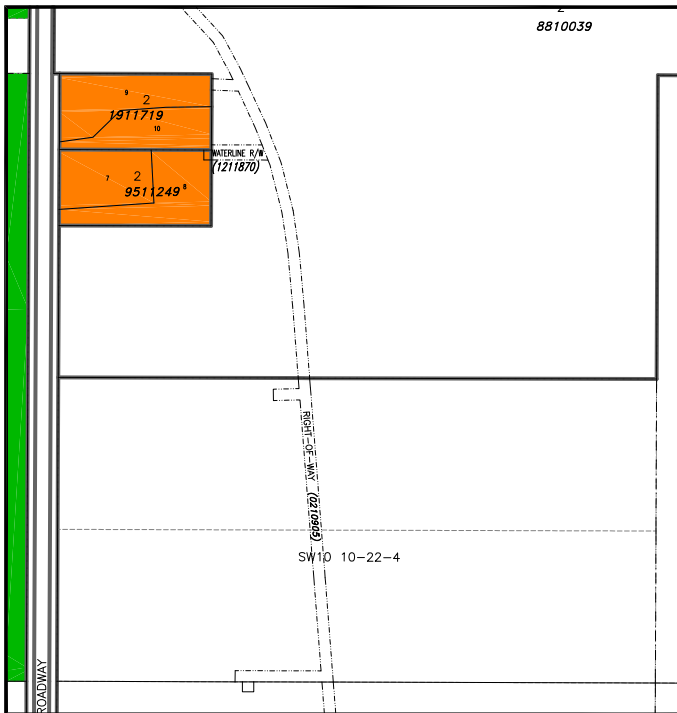 2
8810039
9
2
1911719
10
WATERLINE R/W
(1211870)
7
2
9511249
8
RIGHT-OF-WAY (0210905)
SW10 10-22-4
ROADWAY